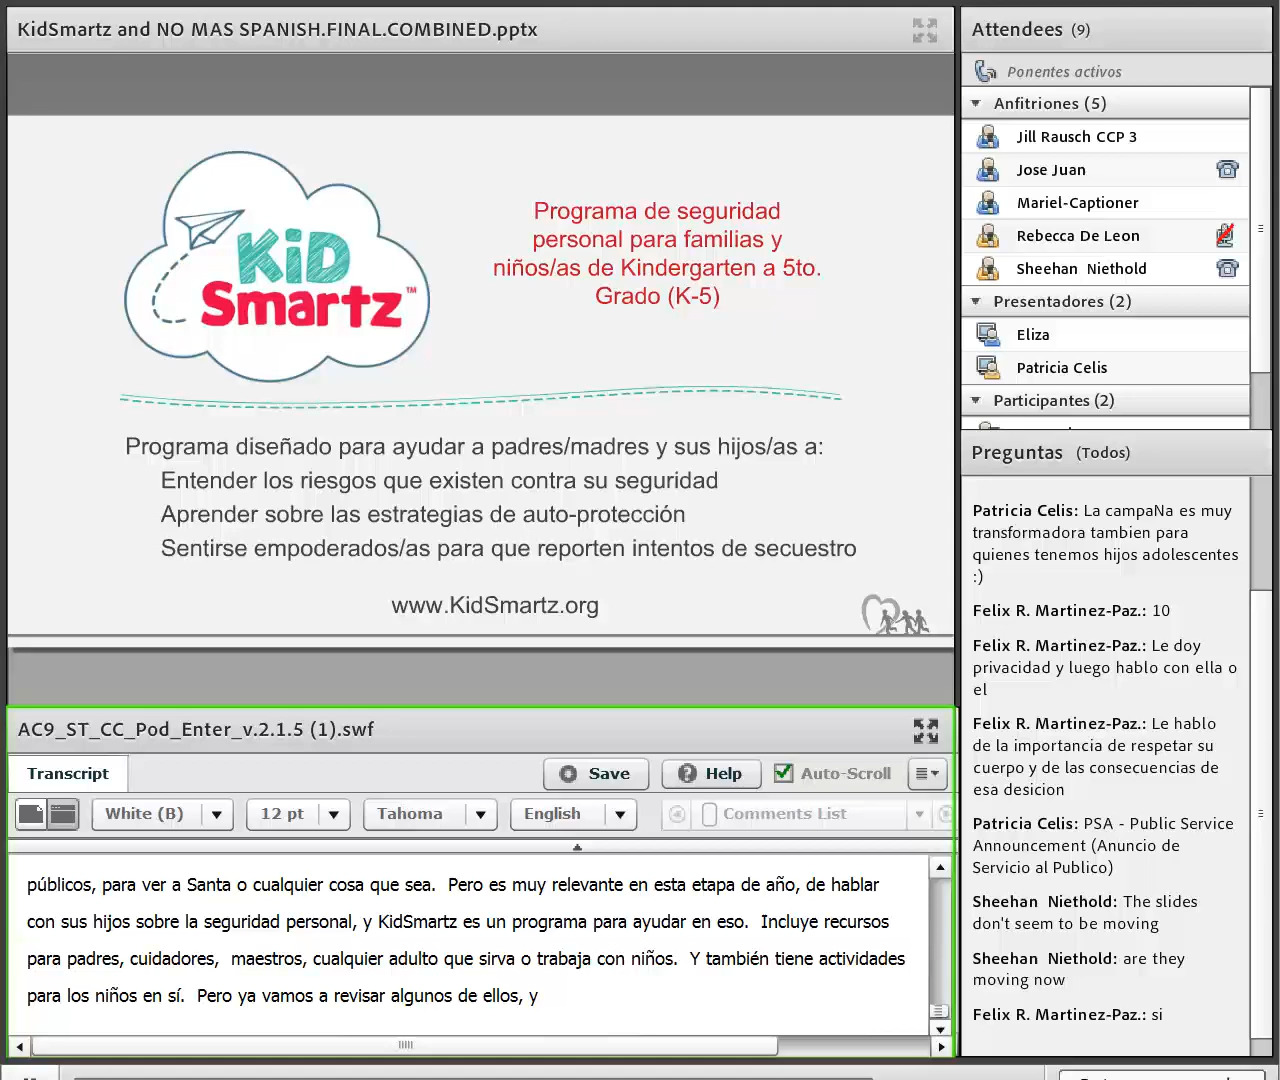 KidSmartz and NO MAS SPANISH.FINAL.COMBINED.pptx
KiD
Smartz™
Programa de seguridad
personal para familias y
niños/as de Kindergarten a 5to.
Grado (K-5)
Programa diseñado para ayudar a padres/madres y sus hijos/as a:
Entender los riesgos que existen contra su seguridad
Aprender sobre las estrategias de auto-protección
Sentirse empoderados/as para que reporten intentos de secuestro
www.KidSmartz.org
AC9_ST_CC_Pod_Enter_v.2.1.5 (1).swf
Transcript
Save
Help
Auto-Scroll
White (B)
12 pt
Tahoma
English
Comments List
públicos, para ver a Santa o cualquier cosa que sea.  Pero es muy relevante en esta etapa de año, de hablar
con sus hijos sobre la seguridad personal, y KidSmartz es un programa para ayudar en eso.  Incluye recursos
para padres, cuidadores,  maestros, cualquier adulto que sirva o trabaja con niños.  Y también tiene actividades
para los niños en sí.  Pero ya vamos a revisar algunos de ellos, y
Attendees (9)
Ponentes activos
Anfitriones (5)
Jill Rausch CCP 3
Jose Juan
Mariel-Captioner
Rebecca De Leon
Sheehan Niethold
Presentadores (2)
Eliza
Patricia Celis
Participantes (2)
Preguntas (Todos)
Patricia Celis: La campaNa es muy
transformadora tambien para
quienes tenemos hijos adolescentes
:)
Felix R. Martinez-Paz.: 10
Felix R. Martinez-Paz.: Le doy
privacidad y luego hablo con ella o
el
Felix R. Martinez-Paz.: Le hablo
de la importancia de respetar su
cuerpo y de las consecuencias de
esa desicion
Patricia Celis: PSA - Public Service
Announcement (Anuncio de
Servicio al Publico)
Sheehan Niethold: The slides
don't seem to be moving
Sheehan Niethold: are they
moving now
Felix R. Martinez-Paz.: si